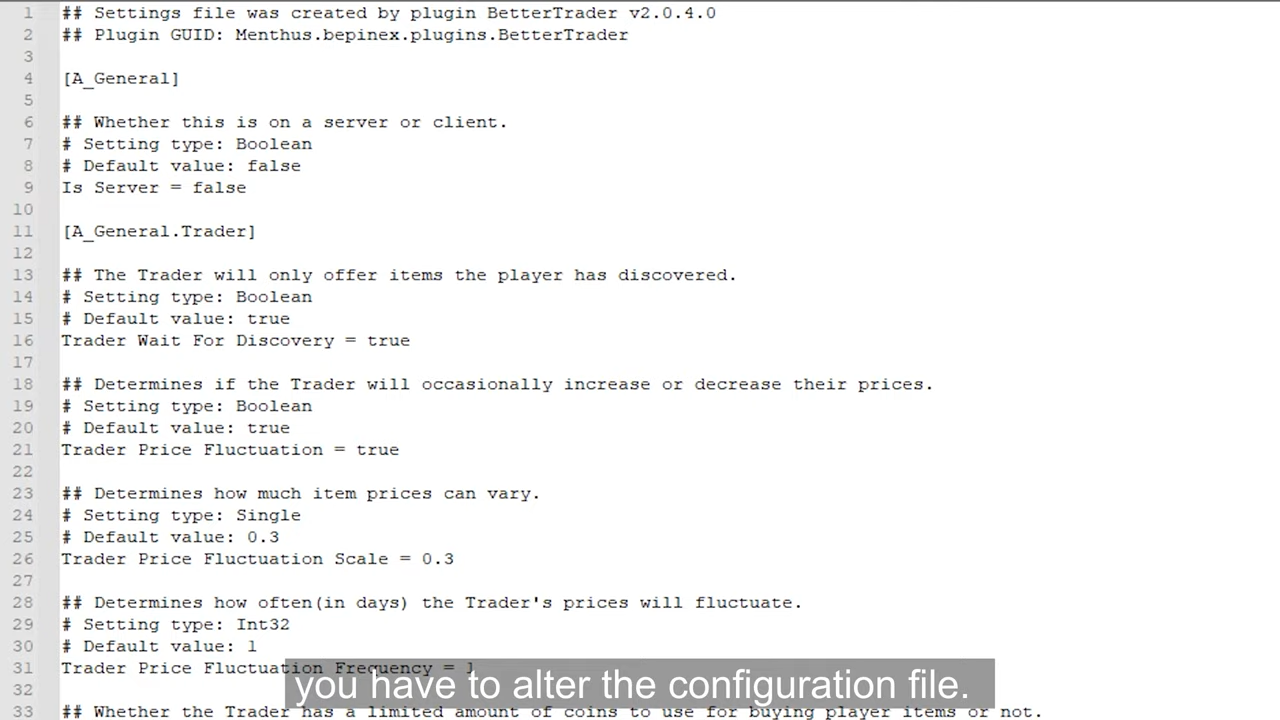 1 ## Settings file was created by plugin BetterTrader v2.0.4.0
2 ## Plugin GUID: Menthus.bepinex.plugins.BetterTrader
3
4 [A_General]
5
6 ## Whether this is on a server or client.
7 # Setting type: Boolean
8 # Default value: false
9 Is Server = false
10
11 [A_General.Trader]
12
13 ## The Trader will only offer items the player has discovered.
14 # Setting type: Boolean
15 # Default value: true
16 Trader Wait For Discovery = true
17
18 ## Determines if the Trader will occasionally increase or decrease their prices.
19 # Setting type: Boolean
20 # Default value: true
21 Trader Price Fluctuation = true
22
23 ## Determines how much item prices can vary.
24 # Setting type: Single
25 # Default value: 0.3
26 Trader Price Fluctuation Scale = 0.3
27
28 ## Determines how often(in days) the Trader's prices will fluctuate.
29 # Setting type: Int32
30 # Default value: 1
31 Trader Price Fluctuation Frequency = 1
32
you have to alter the configuration file.
33 ## Whether the Trader has a limited amount of coins to use for buying player items or not.